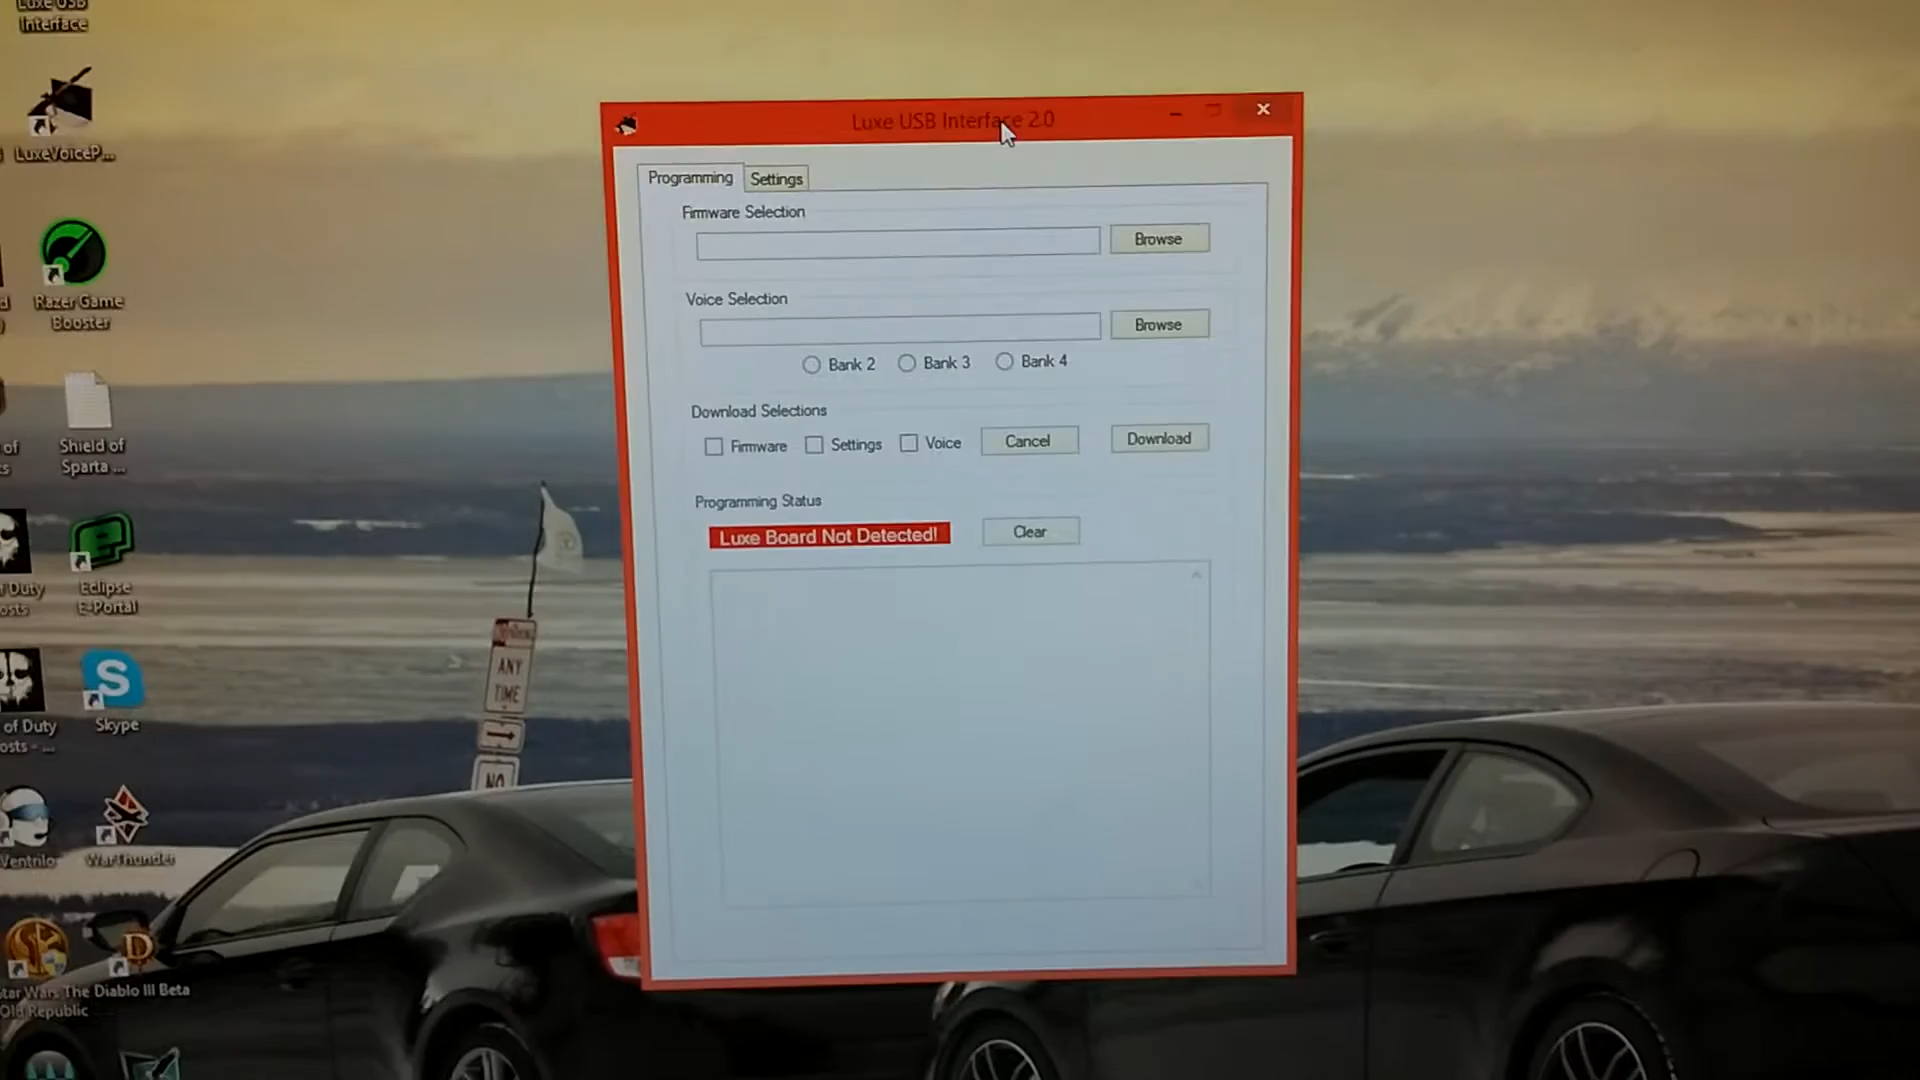 Luxe USB
Interface
LuxeVoiceP...
Razer Game
Booster
Shield of
Sparta ...
Eclipse
E-Portal
Skype
of Duty
Ventrilo
WarThunder
The Diablo III Beta
Old Republic
ANY
TIME
NO
Luxe USB Interface 2.0
Programming
Settings
Firmware Selection
Browse
Voice Selection
Browse
Bank 2
Bank 3
Bank 4
Download Selections
Firmware
Settings
Voice
Cancel
Download
Programming Status
Luxe Board Not Detected!
Clear